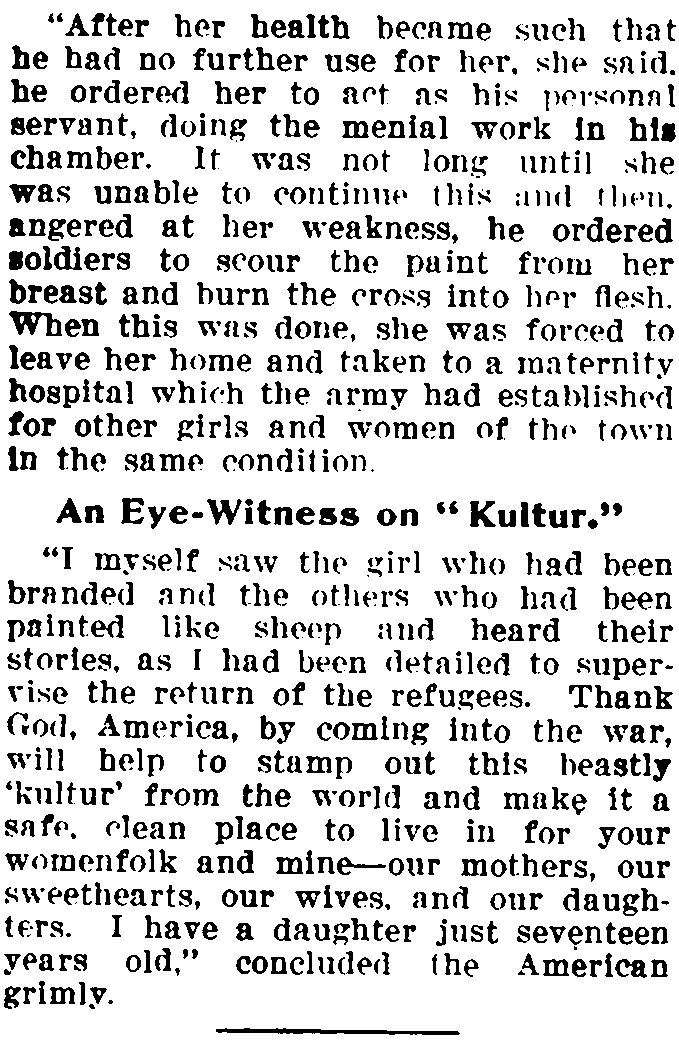 “After her health became such that
he had no further use for her, she said,
he ordered her to act as his personal
servant, doing the menial work in his
chamber. It was not long until she
was unable to continue this and then,
angered at her weakness, he ordered
soldiers to scour the paint from her
breast and burn the cross into her flesh.
When this was done, she was forced to
leave her home and taken to a maternity
hospital which the army had established
for other girls and women of the town
in the same condition.
An Eye-Witness on “Kultur.”
“I myself saw the girl who had been
branded and the others who had been
painted like sheep and heard their
stories, as I had been detailed to super-
vise the return of the refugees. Thank
God, America, by coming into the war,
will help to stamp out this beastly
‘kultur’ from the world and make it a
safe, clean place to live in for your
womenfolk and mine—our mothers, our
sweethearts, our wives, and our daugh-
ters. I have a daughter just seventeen
years old,” concluded the American
grimly.